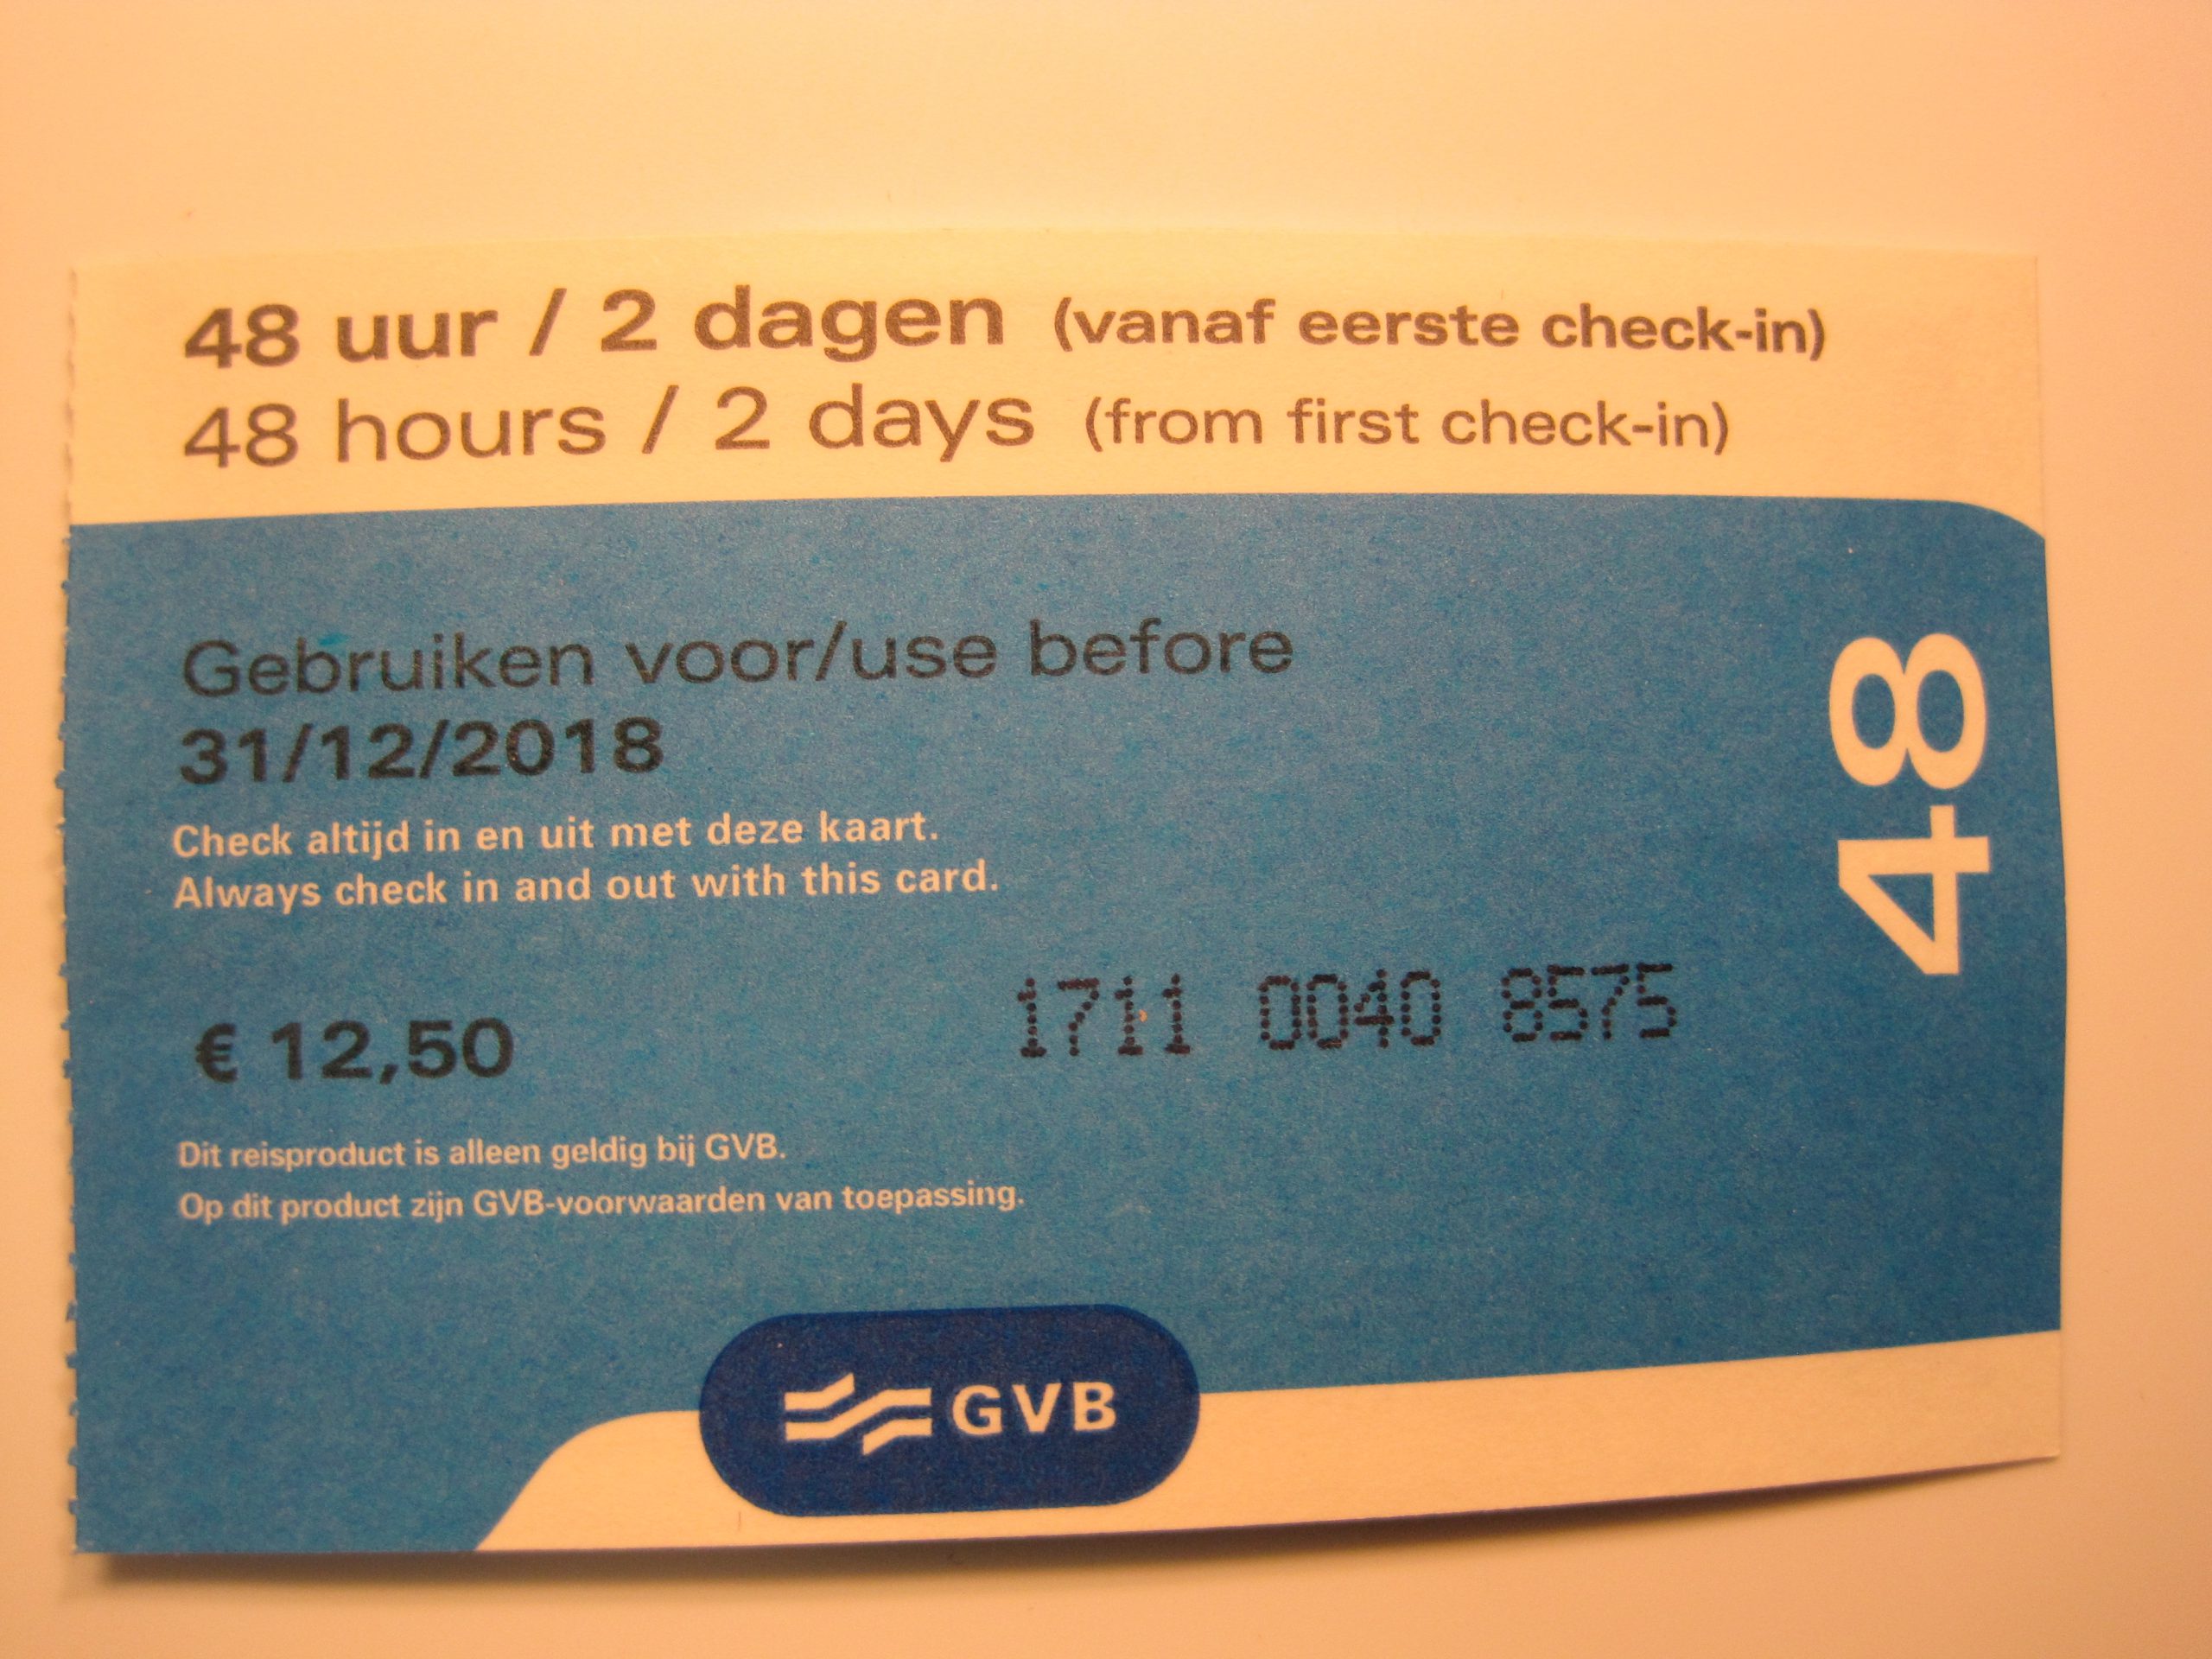 48 uur / 2 dagen (vanaf eerste check-in)
48 hours / 2 days (from first check-in)
Gebruiken voor/use before
31/12/2018
Check altijd in en uit met deze kaart.
Always check in and out with this card.
48
€ 12,50
1711 0040 8575
Dit reisproduct is alleen geldig bij GVB.
Op dit product zijn GVB-voorwaarden van toepassing.
GVB